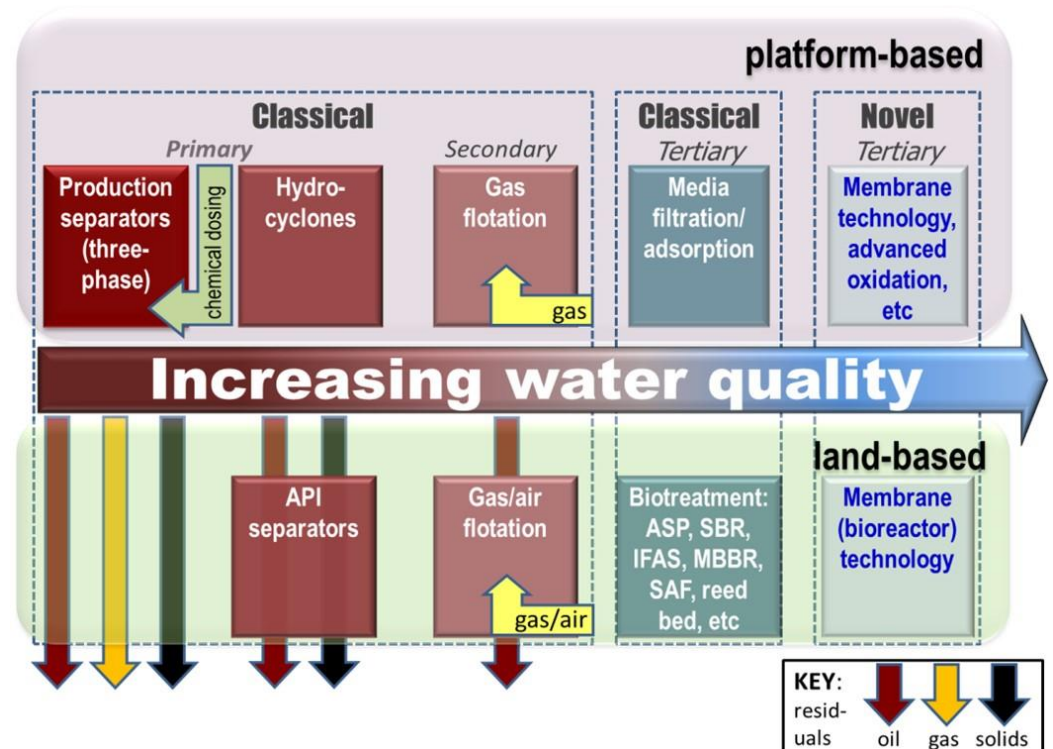 platform-based
Classical
Primary
Secondary
Classical
Tertiary
Novel
Tertiary
Production
separators
(three-
phase)
chemical dosing
Hydro-
cyclones
Gas
flotation
gas
Media
filtration/
adsorption
Membrane
technology,
advanced
oxidation,
etc
Increasing water quality
land-based
API
separators
Gas/air
flotation
gas/air
Biotreatment:
ASP, SBR,
IFAS, MBBR,
SAF, reed
bed, etc
Membrane
(bioreactor)
technology
KEY:
resid-
uals
oil gas solids